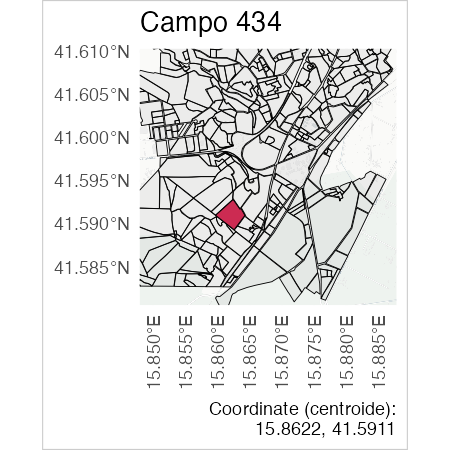 Campo 434
41.610°N
41.605°N
41.600°N
41.595°N
41.590°N
41.585°N
15.850°E
15.855°E
15.860°E
15.865°E
15.870°E
15.875°E
15.880°E
15.885°E
Coordinate (centroide):
15.8622, 41.5911